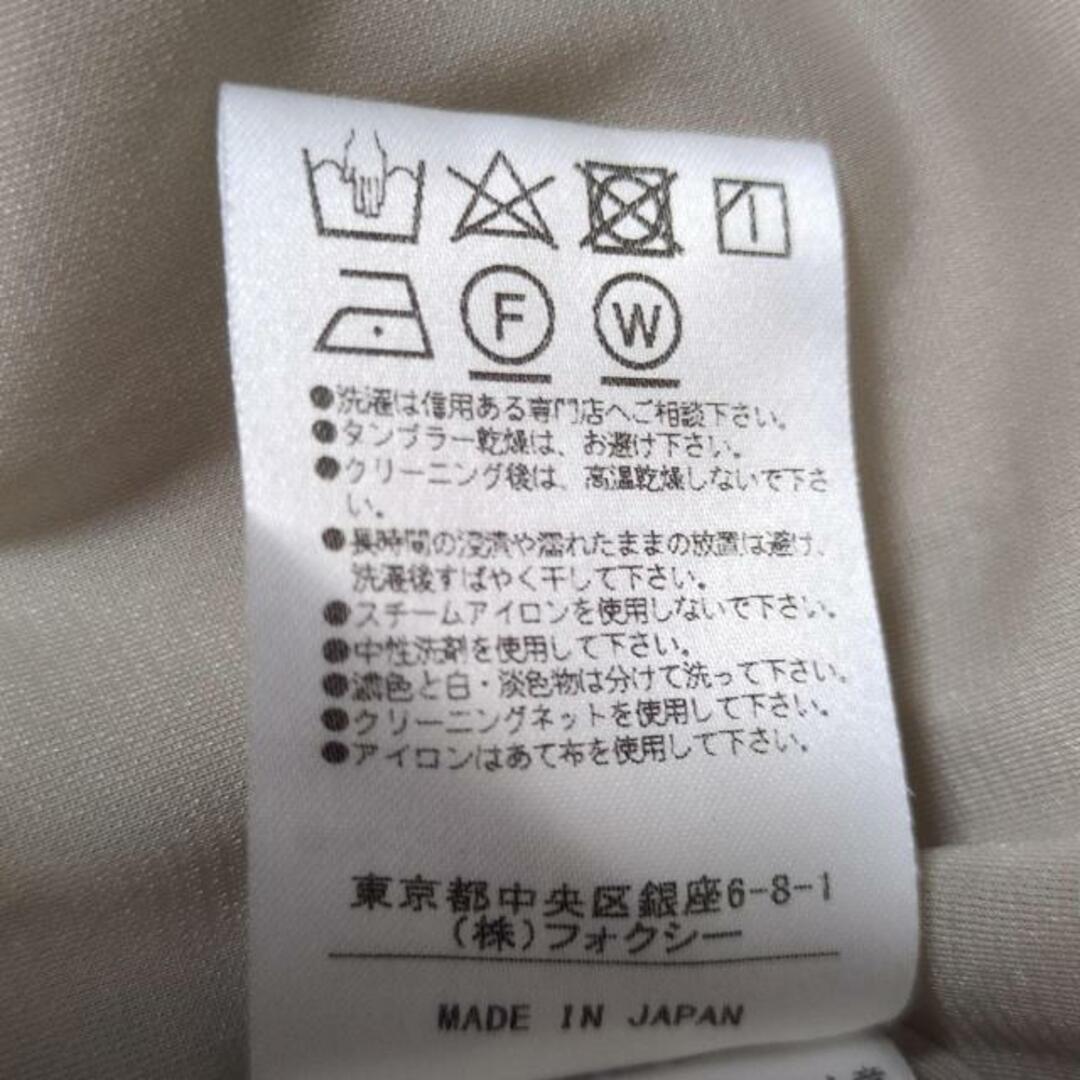 F W
●洗濯は信用ある専門店へご相談下さい。
●タンブラー乾燥は、お避け下さい。
●クリーニング後は、高温乾燥しないで下さ
い。
●長時間の浸漬や濡れたままの放置は避け、
洗濯後すばやく干して下さい。
●スチームアイロンを使用しないで下さい。
●中性洗剤を使用して下さい。
●濃色と白・淡色物は分けて洗って下さい。
●クリーニングネットを使用して下さい。
●アイロンはあて布を使用して下さい。
東京都中央区銀座6-8-1
(株)フォクシー
MADE IN JAPAN